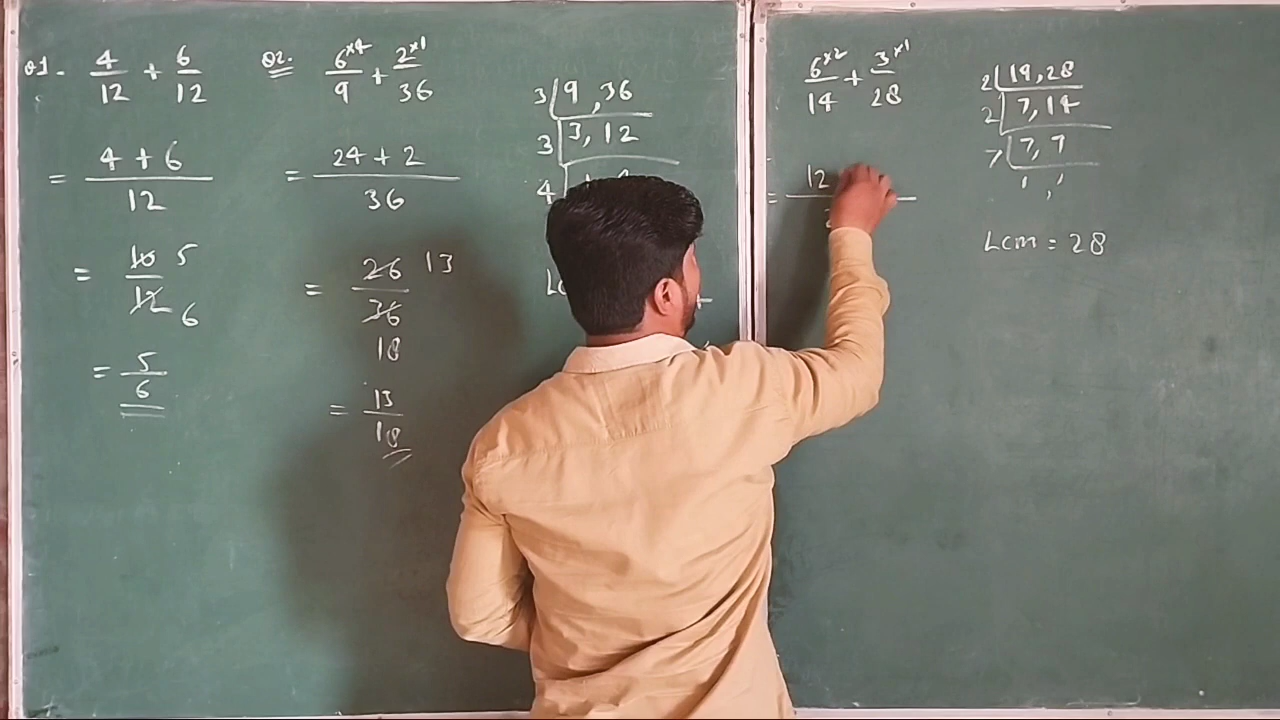 Q1. 4/12 + 6/12
= 4 + 6/12
= 10/12 5 6
= 5/6
Q2. 6×4/9 + 2×1/36
= 24 + 2/36
= 26/36 13 18
= 13/18
3 | 9, 36
3 | 3, 12
4
6×2/14 + 3×1/28
= 12
2 | 14, 28
2 | 7, 14
7 | 7, 7
1, 1
LCM = 28